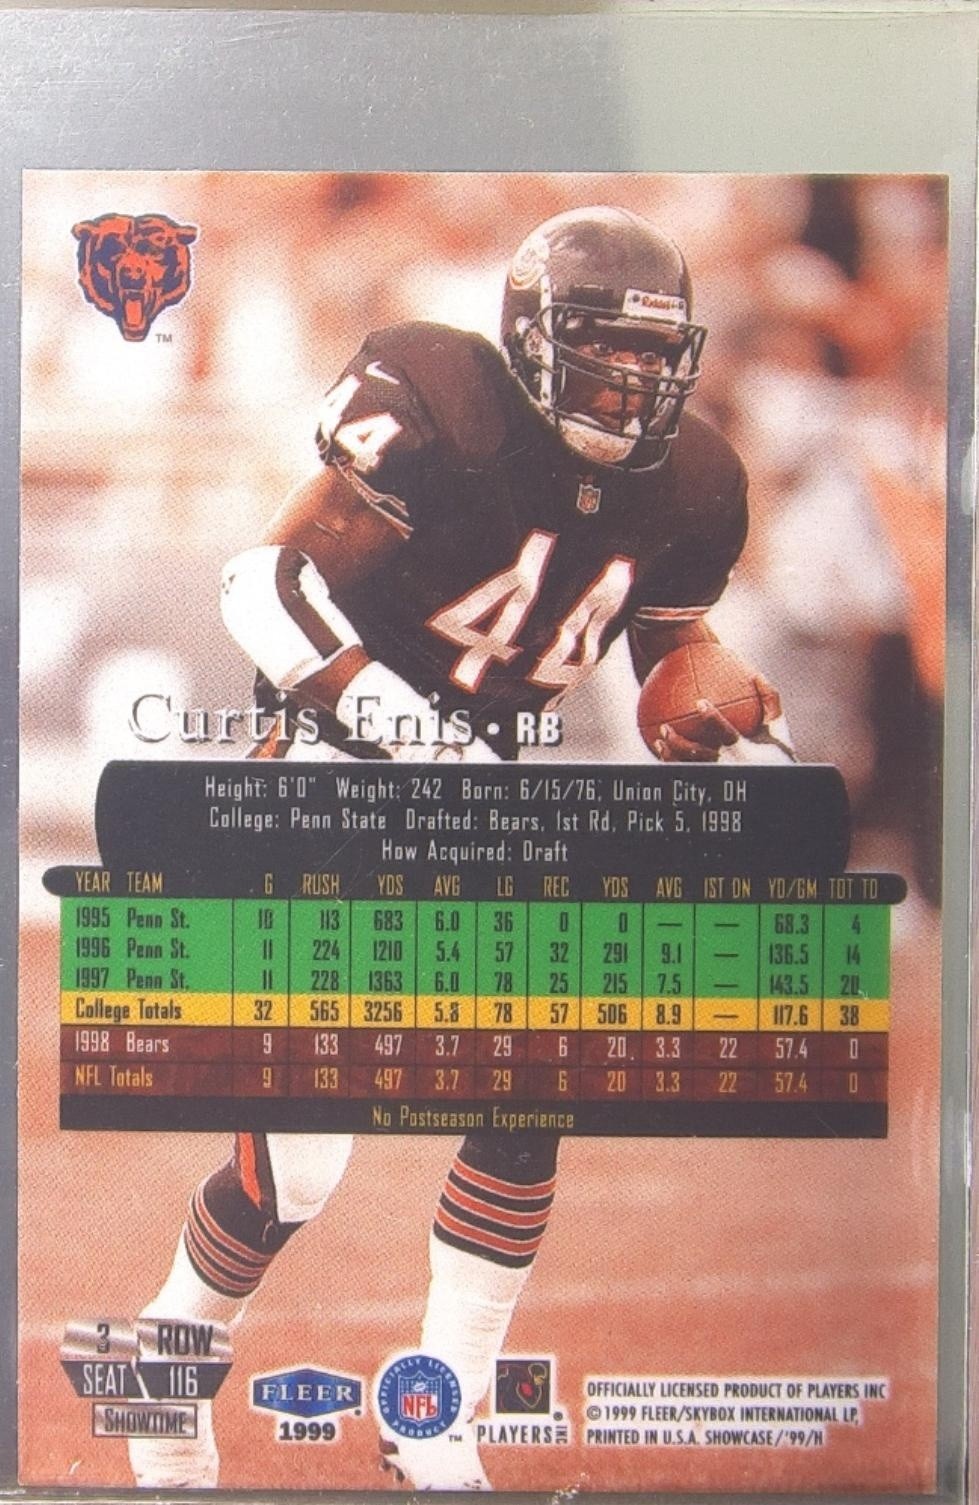 TM
Riddell
44
44
Curtis Enis • RB
Height: 6'0" Weight: 242 Born: 6/15/76, Union City, OH
College: Penn State Drafted: Bears, 1st Rd, Pick 5, 1998
How Acquired: Draft
YEAR TEAM G RUSH YDS AVG LG REC YDS AVG 1ST DN YD/GM TOT TD
1995 Penn St. 10 113 683 6.0 36 0 0 — — 68.3 4
1996 Penn St. 11 224 1210 5.4 57 32 291 9.1 — 136.5 14
1997 Penn St. 11 228 1363 6.0 78 25 215 7.5 — 143.5 20
College Totals 32 565 3256 5.8 78 57 506 8.9 — 117.6 38
1998 Bears 9 133 497 3.7 29 6 20 3.3 22 57.4 0
NFL Totals 9 133 497 3.7 29 6 20 3.3 22 57.4 0
No Postseason Experience
3 ROW
SEAT 116
SHOWTIME
FLEER
1999
OFFICIALLY LICENSED PRODUCT
NFL
TM
PLAYERS INC
OFFICIALLY LICENSED PRODUCT OF PLAYERS INC
© 1999 FLEER/SKYBOX INTERNATIONAL LP,
PRINTED IN U.S.A. SHOWCASE/'99/H